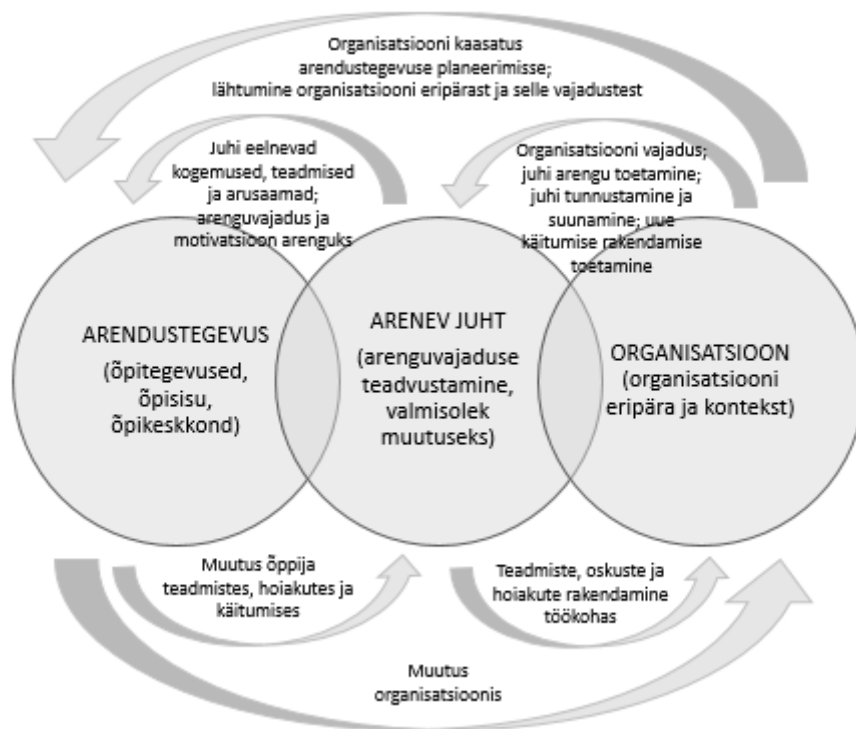 Organisatsiooni kaasatus
arendustegevuse planeerimisse;
lähtumine organisatsiooni eripärast ja selle vajadustest
Juhi eelnevad
kogemused, teadmised
ja arusaamad;
arenguvajadus ja
motivatsioon arenguks
Organisatsiooni vajadus;
juhi arengu toetamine;
juhi tunnustamine ja
suunamine; uue
käitumise rakendamise
toetamine
ARENDUSTEGEVUS
(õpitegevused,
õpisisu,
õpikeskkond)
ARENEV JUHT
(arenguvajaduse
teadvustamine,
valmisolek
muutuseks)
ORGANISATSIOON
(organisatsiooni
eripära ja kontekst)
Muutus õppija
teadmistes, hoiakutes ja
käitumises
Teadmiste, oskuste ja
hoiakute rakendamine
töökohas
Muutus
organisatsioonis